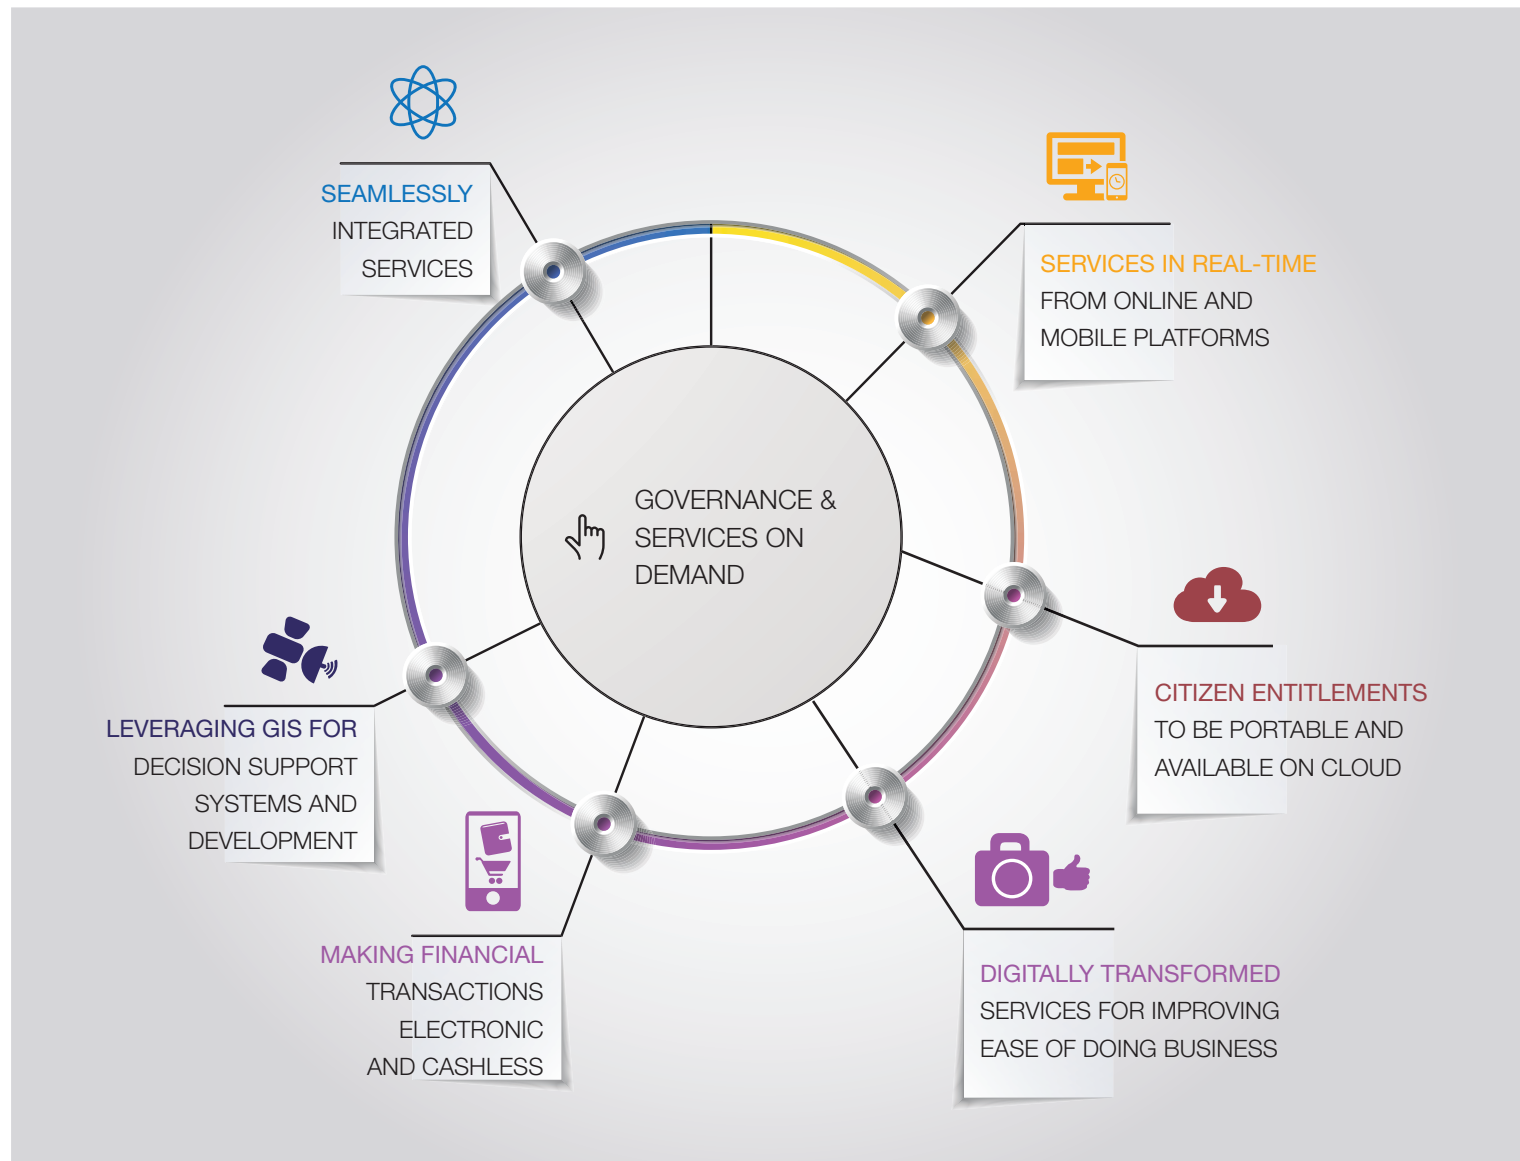 SEAMLESSLY
INTEGRATED
SERVICES
SERVICES IN REAL-TIME
FROM ONLINE AND
MOBILE PLATFORMS
GOVERNANCE &
SERVICES ON
DEMAND
CITIZEN ENTITLEMENTS
TO BE PORTABLE AND
AVAILABLE ON CLOUD
LEVERAGING GIS FOR
DECISION SUPPORT
SYSTEMS AND
DEVELOPMENT
MAKING FINANCIAL
TRANSACTIONS
ELECTRONIC
AND CASHLESS
DIGITALLY TRANSFORMED
SERVICES FOR IMPROVING
EASE OF DOING BUSINESS